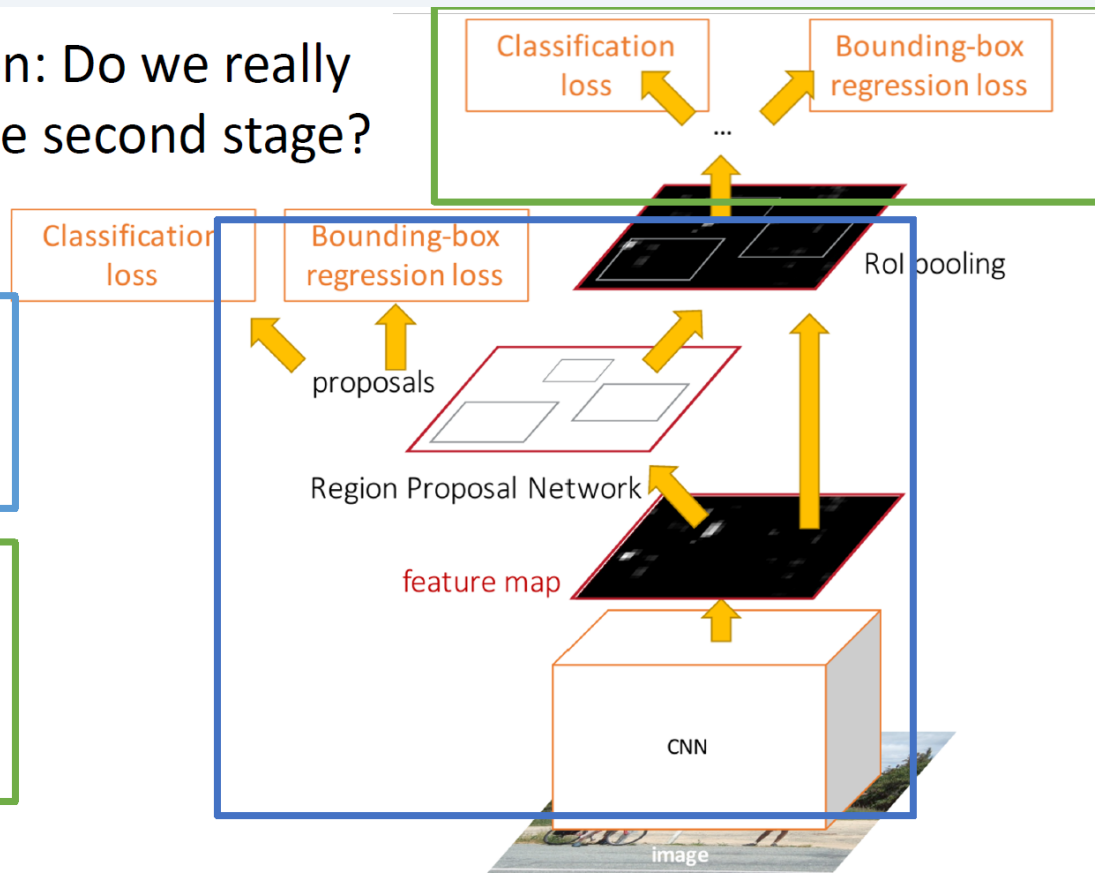 n: Do we really
e second stage?
Classification
loss
Bounding-box
regression loss
...
Classification
loss
Bounding-box
regression loss
RoI pooling
proposals
Region Proposal Network
feature map
CNN
image